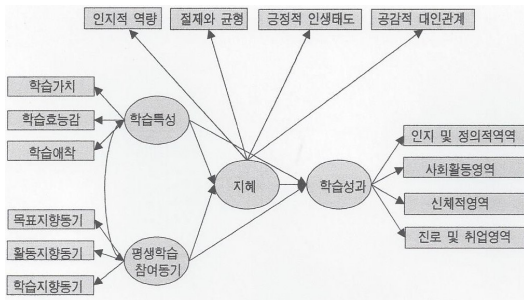 인지적 역량
절제와 균형
긍정적 인생태도
공감적 대인관계
학습가치
학습효능감
학습애착
학습특성
지혜
학습성과
인지 및 정의적역역
사회활동영역
신체적영역
진로 및 취업영역
목표지향동기
활동지향동기
학습지향동기
평생학습
참여동기